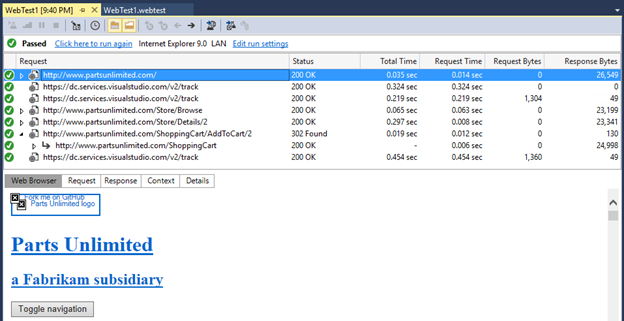 WebTest1 [9:40 PM] WebTest1.webtest
Passed Click here to run again Internet Explorer 9.0 LAN Edit run settings
Request Status Total Time Request Time Request Bytes Response Bytes
http://www.partsunlimited.com/ 200 OK 0.035 sec 0.014 sec 0 26,549
https://dc.services.visualstudio.com/v2/track 200 OK 0.324 sec 0.324 sec 0 0
https://dc.services.visualstudio.com/v2/track 200 OK 0.219 sec 0.219 sec 1,304 49
http://www.partsunlimited.com/Store/Browse 200 OK 0.065 sec 0.063 sec 0 23,199
http://www.partsunlimited.com/Store/Details/2 200 OK 0.297 sec 0.008 sec 0 23,341
http://www.partsunlimited.com/ShoppingCart/AddToCart/2 302 Found 0.019 sec 0.012 sec 0 130
http://www.partsunlimited.com/ShoppingCart 200 OK - 0.006 sec 0 24,998
https://dc.services.visualstudio.com/v2/track 200 OK 0.454 sec 0.454 sec 1,360 49
Web Browser Request Response Context Details
Fork me on GitHub
Parts Unlimited logo
Parts Unlimited
a Fabrikam subsidiary
Toggle navigation